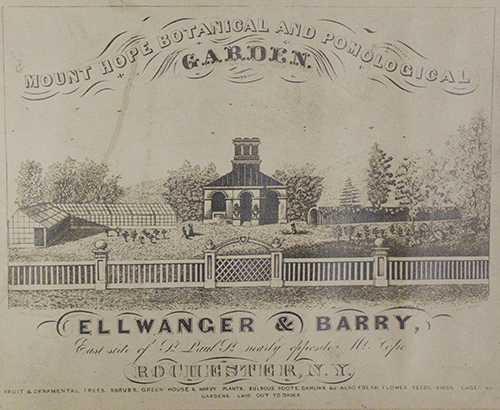 MOUNT HOPE BOTANICAL AND POMOLOGICAL
GARDEN.
ELLWANGER & BARRY,
East side of St Paul St nearly opposite Mt Hope
ROCHESTER, N.Y.
FRUIT & ORNAMENTAL TREES, SHRUBS, GREEN HOUSE & HARDY PLANTS, BULBOUS ROOTS, DAHLIAS &c ALSO FRESH FLOWER SEEDS, BIRDS, CAGES &c
GARDENS LAID OUT TO ORDER